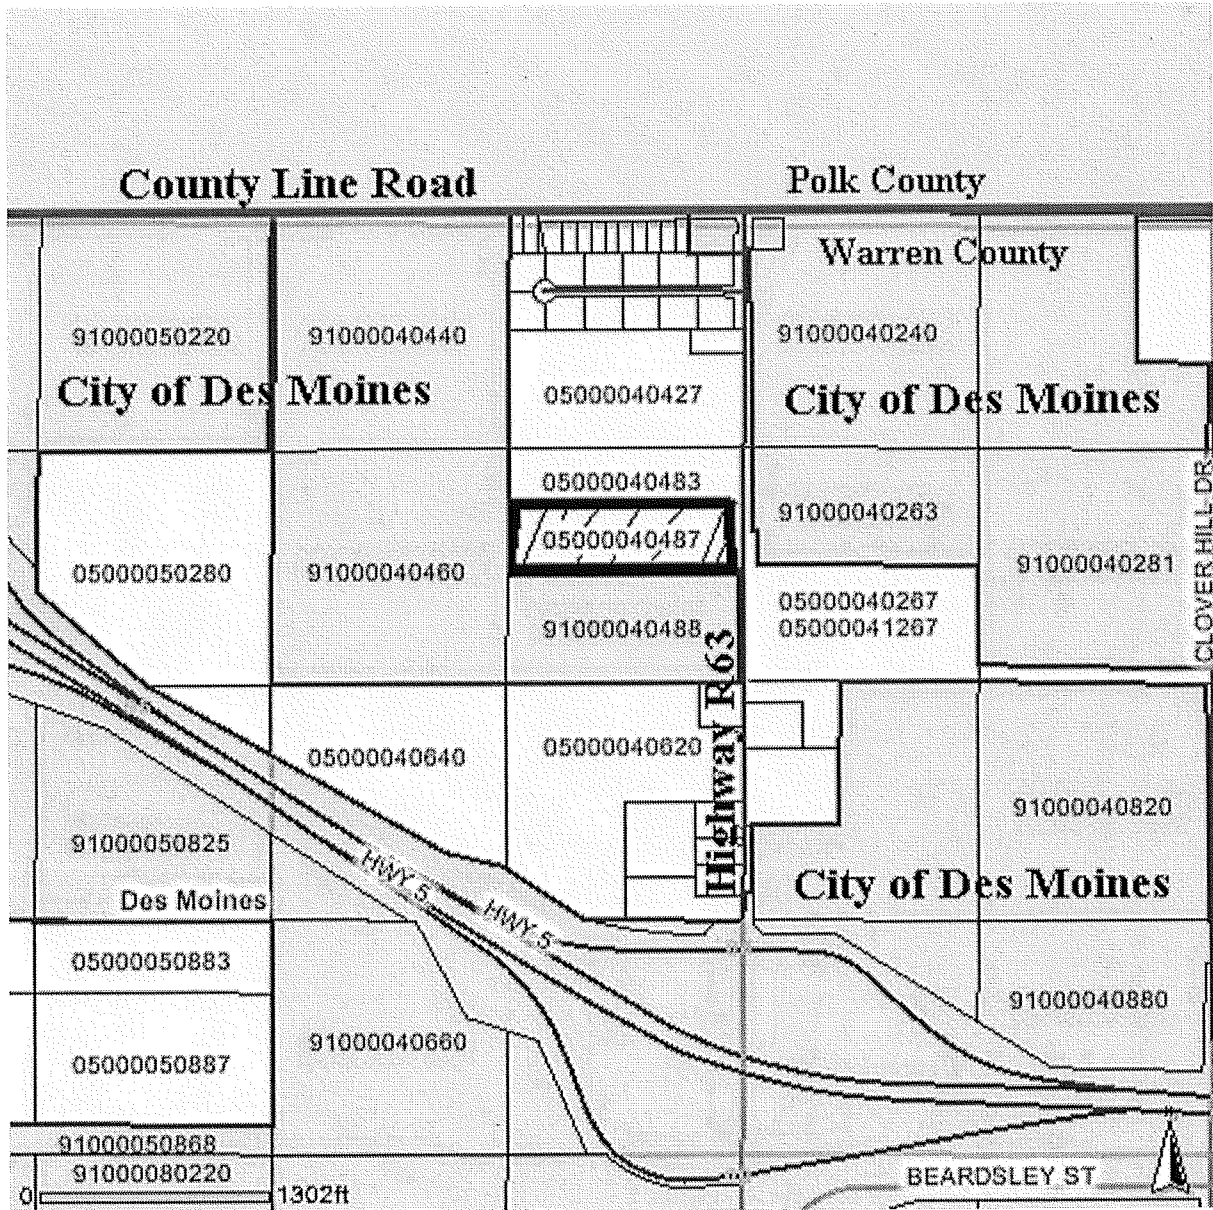 County Line Road
Polk County
Warren County
91000050220
91000040440
91000040240
City of Des Moines
05000040427
City of Des Moines
05000040483
91000040263
05000040487
91000040281
CLOVER HILL DR
05000050280
91000040460
05000040267
05000041267
91000040488
Highway R63
05000040640
05000040620
91000040820
91000050825
HWY 5
City of Des Moines
Des Moines
HWY 5
05000050883
91000040880
91000040660
05000050887
91000050868
91000080220
BEARDSLEY ST
0
1302ft